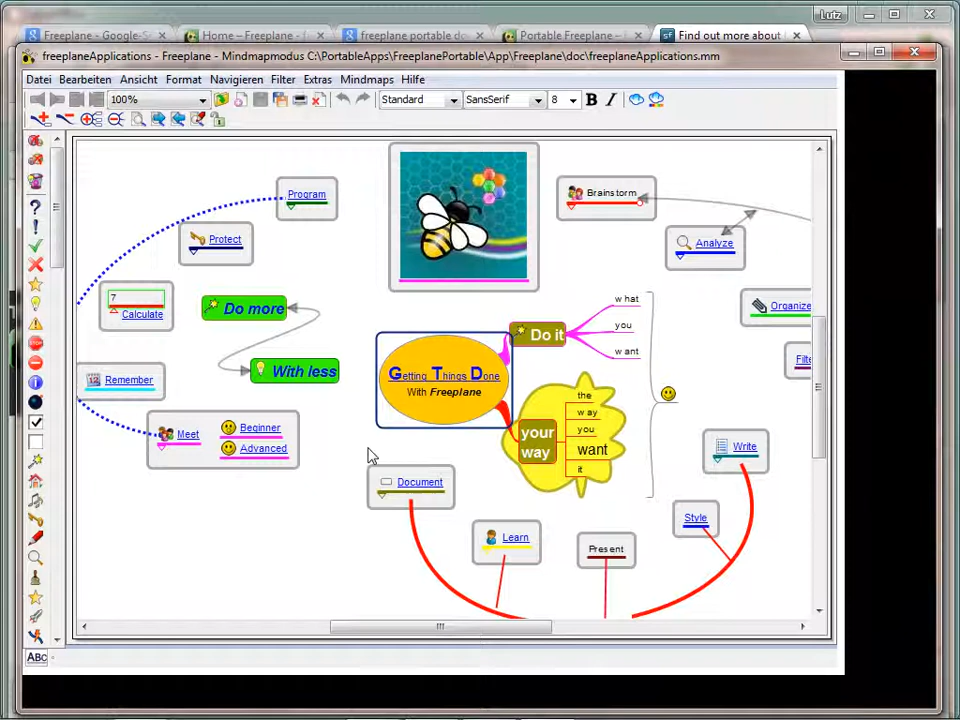 Lutz
Freeplane - Google-S
Home – Freeplane -
freeplane portable do
Portable Freeplane -
Find out more about
freeplaneApplications - Freeplane - Mindmapmodus C:\PortableApps\FreeplanePortable\App\Freeplane\doc\freeplaneApplications.mm
Datei Bearbeiten Ansicht Format Navigieren Filter Extras Mindmaps Hilfe
100% Standard SansSerif 8 B I
Program
Protect
7
Calculate
Do more
With less
Remember
Meet
Beginner
Advanced
Brainstorm
Analyze
Organize
Filte
Getting Things Done
With Freeplane
Do it
what
you
want
your
way
the
way
you
want
it
Write
Style
Document
Learn
Present
ABC